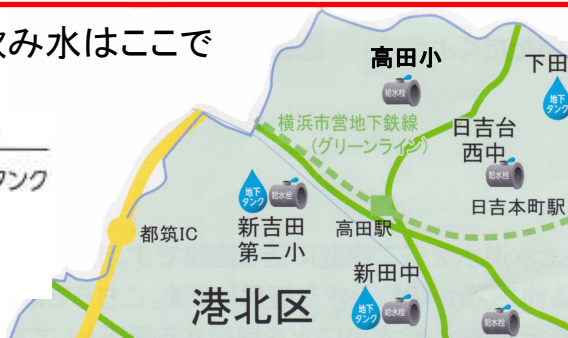 飲み水はここで
タンク
高田小
給水栓
下田
地下
タンク
横浜市営地下鉄線
(グリーンライン)
日吉台
西中
給水栓
日吉本町駅
地下
タンク
給水栓
新吉田
第二小
高田駅
都筑IC
新田中
地下
タンク
給水栓
港北区
給水栓